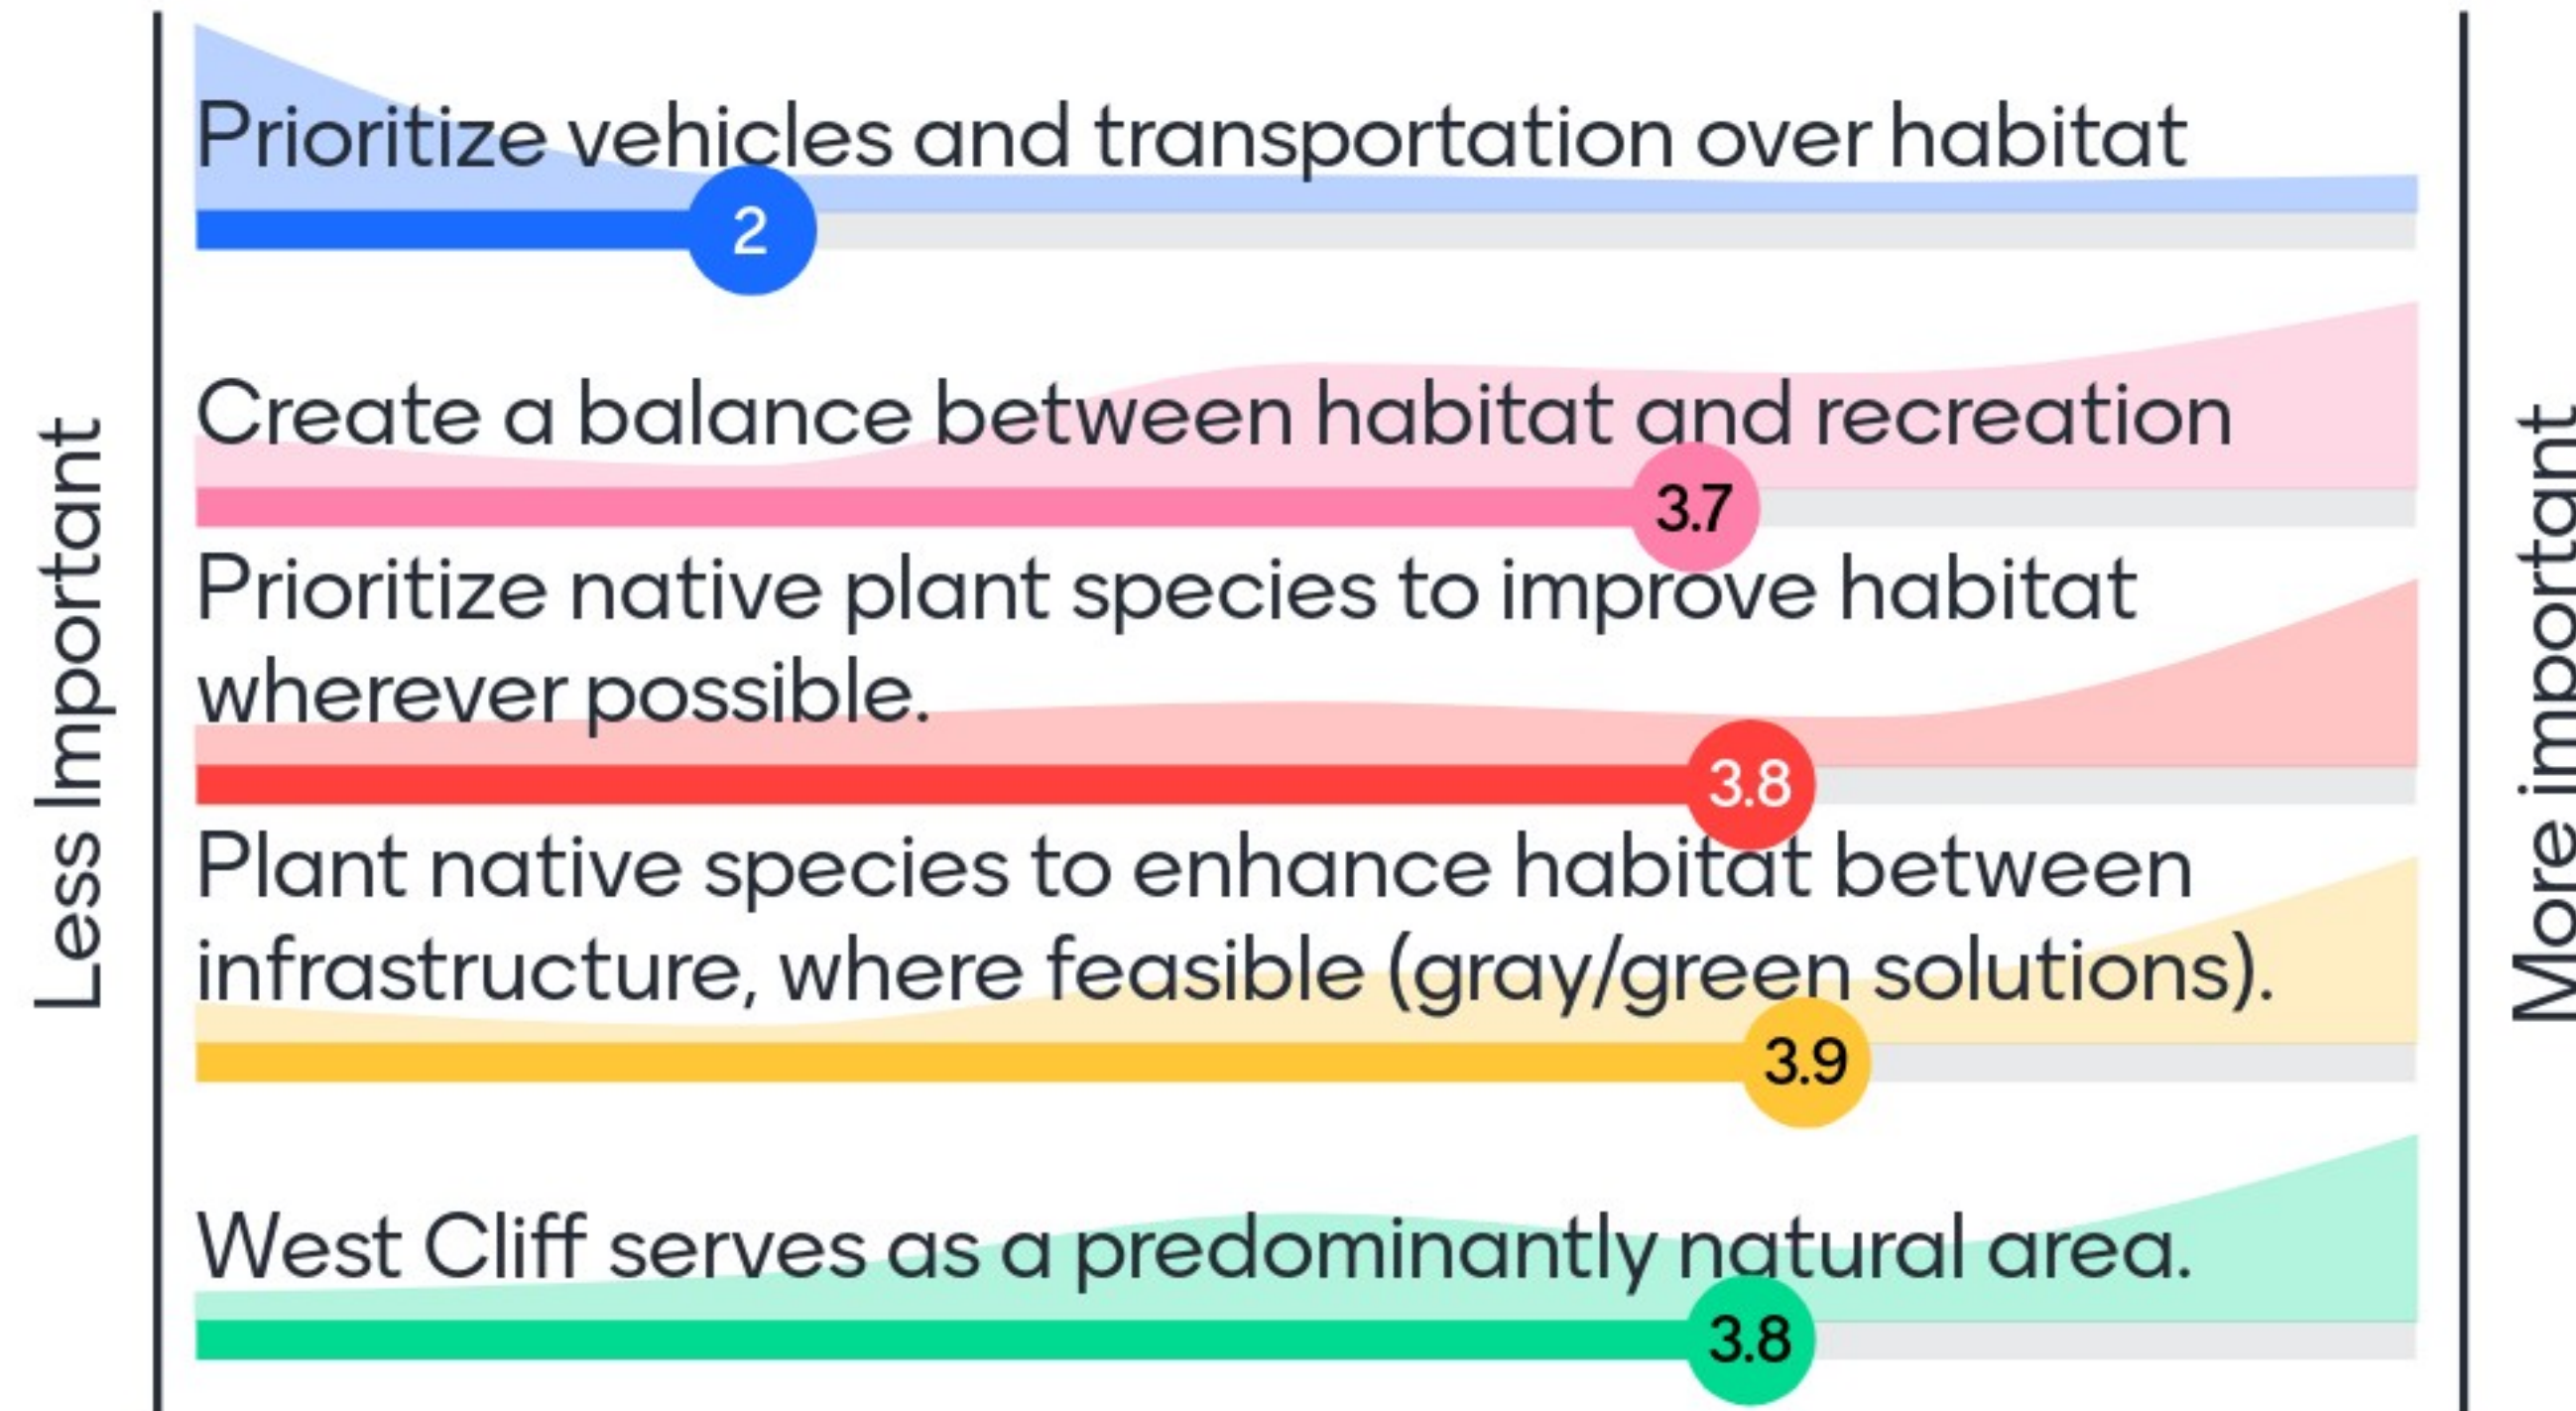 Less Important
Prioritize vehicles and transportation over habitat
2
Create a balance between habitat and recreation
3.7
Prioritize native plant species to improve habitat
wherever possible.
3.8
Plant native species to enhance habitat between
infrastructure, where feasible (gray/green solutions).
3.9
West Cliff serves as a predominantly natural area.
3.8
More important